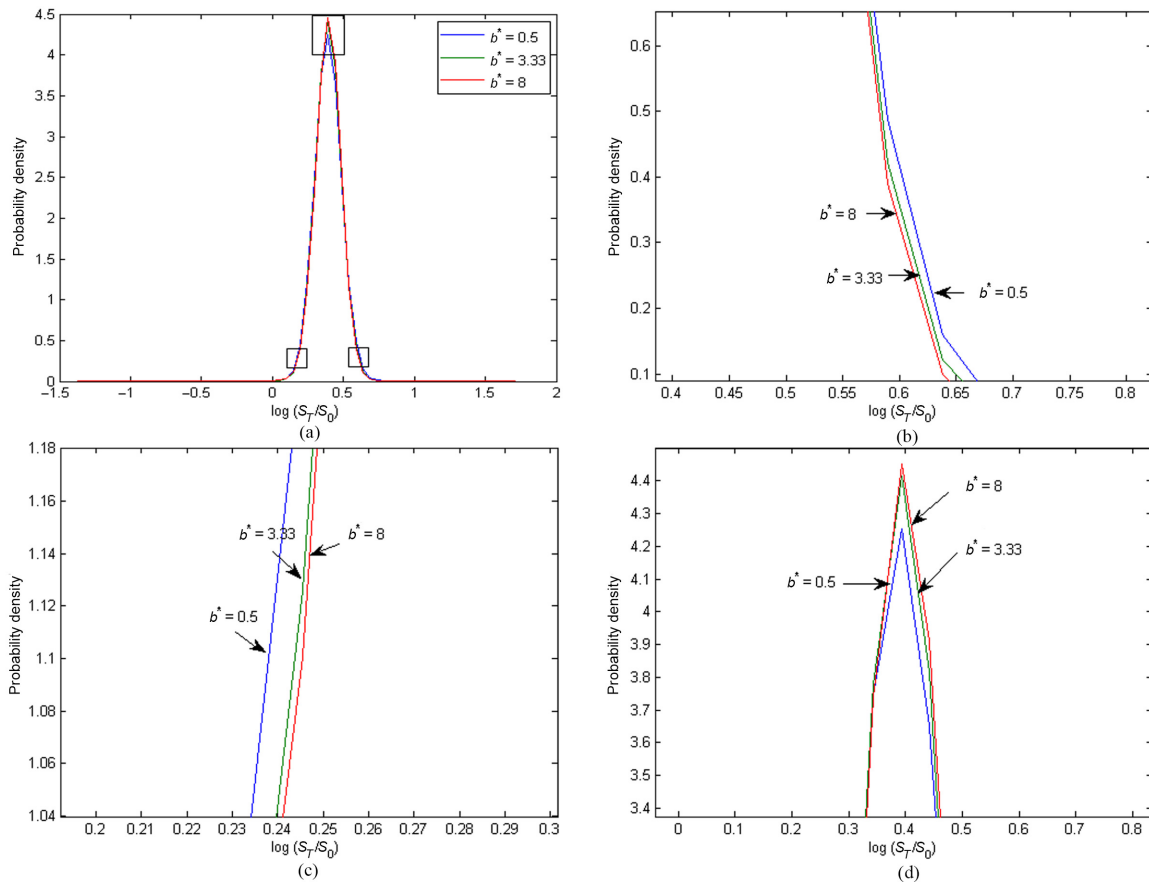 4.5
4
3.5
3
2.5
2
1.5
1
0.5
0
Probability density
b* = 0.5
b* = 3.33
b* = 8
−1.5 −1 −0.5 0 0.5 1 1.5 2
log (S_T/S_0)
(a)
0.6
0.5
0.4
0.3
0.2
0.1
Probability density
b* = 8
b* = 3.33
b* = 0.5
0.4 0.45 0.5 0.55 0.6 0.65 0.7 0.75 0.8
log (S_T/S_0)
(b)
1.18
1.16
1.14
1.12
1.1
1.08
1.06
1.04
Probability density
b* = 3.33
b* = 8
b* = 0.5
0.2 0.21 0.22 0.23 0.24 0.25 0.26 0.27 0.28 0.29 0.3
log (S_T/S_0)
(c)
4.4
4.3
4.2
4.1
4
3.9
3.8
3.7
3.6
3.5
3.4
Probability density
b* = 8
b* = 3.33
b* = 0.5
0 0.1 0.2 0.3 0.4 0.5 0.6 0.7 0.8
log (S_T/S_0)
(d)